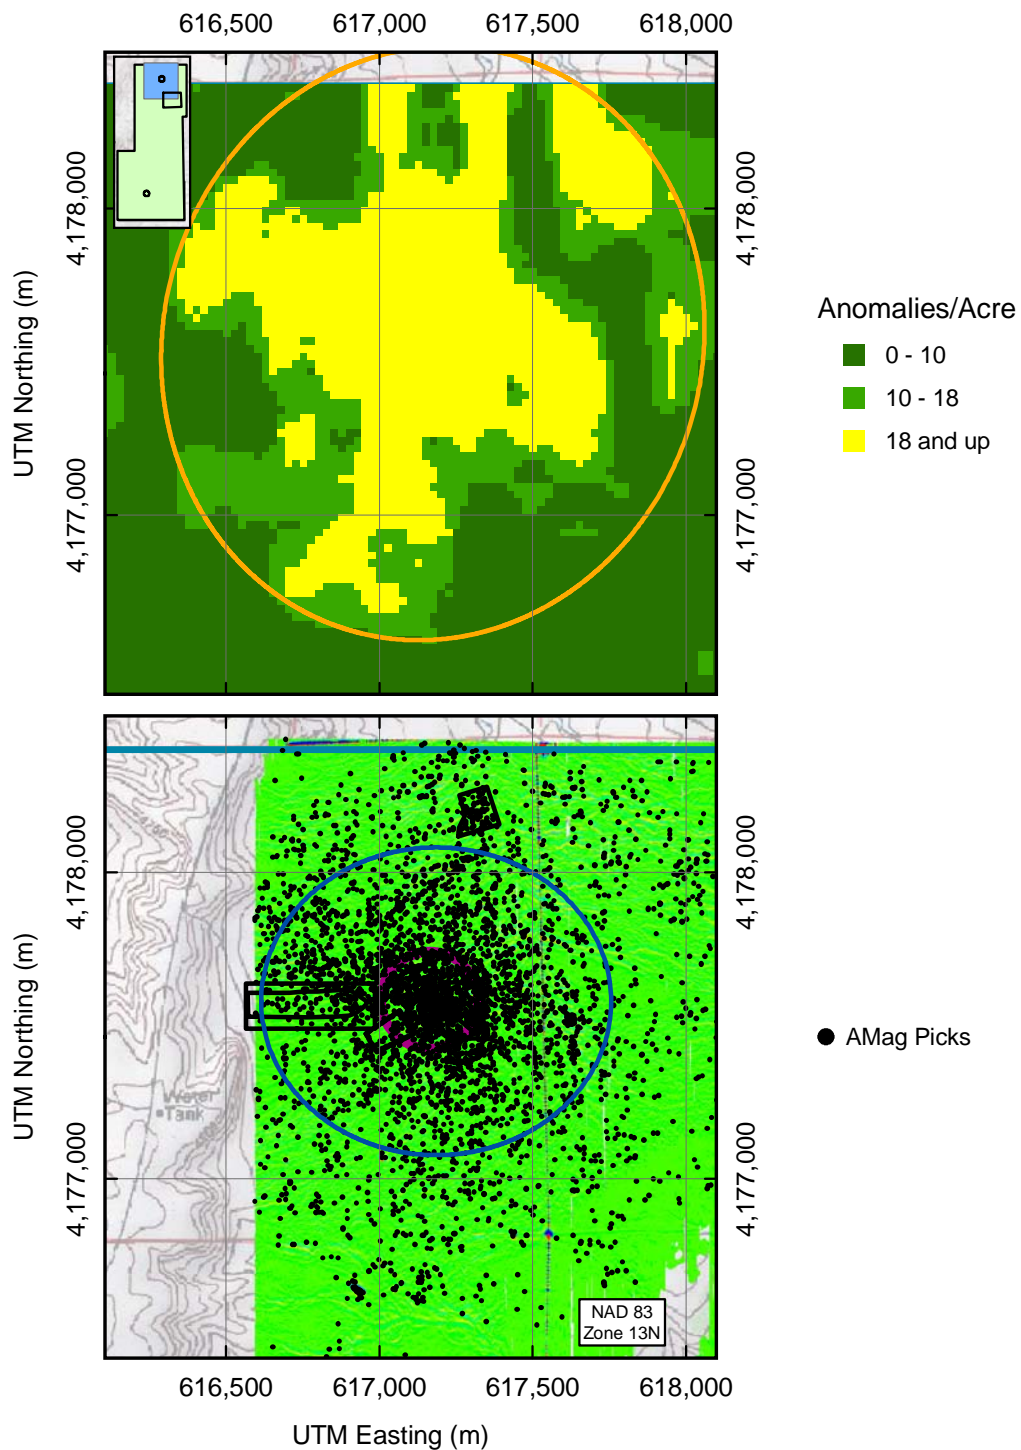 616,500 617,000 617,500 618,000
4,178,000
4,177,000
UTM Northing (m)
4,178,000
4,177,000
Anomalies/Acre
0 - 10
10 - 18
18 and up
4,178,000
4,177,000
UTM Northing (m)
4,178,000
4,177,000
Water
Tank
AMag Picks
NAD 83
Zone 13N
616,500 617,000 617,500 618,000
UTM Easting (m)